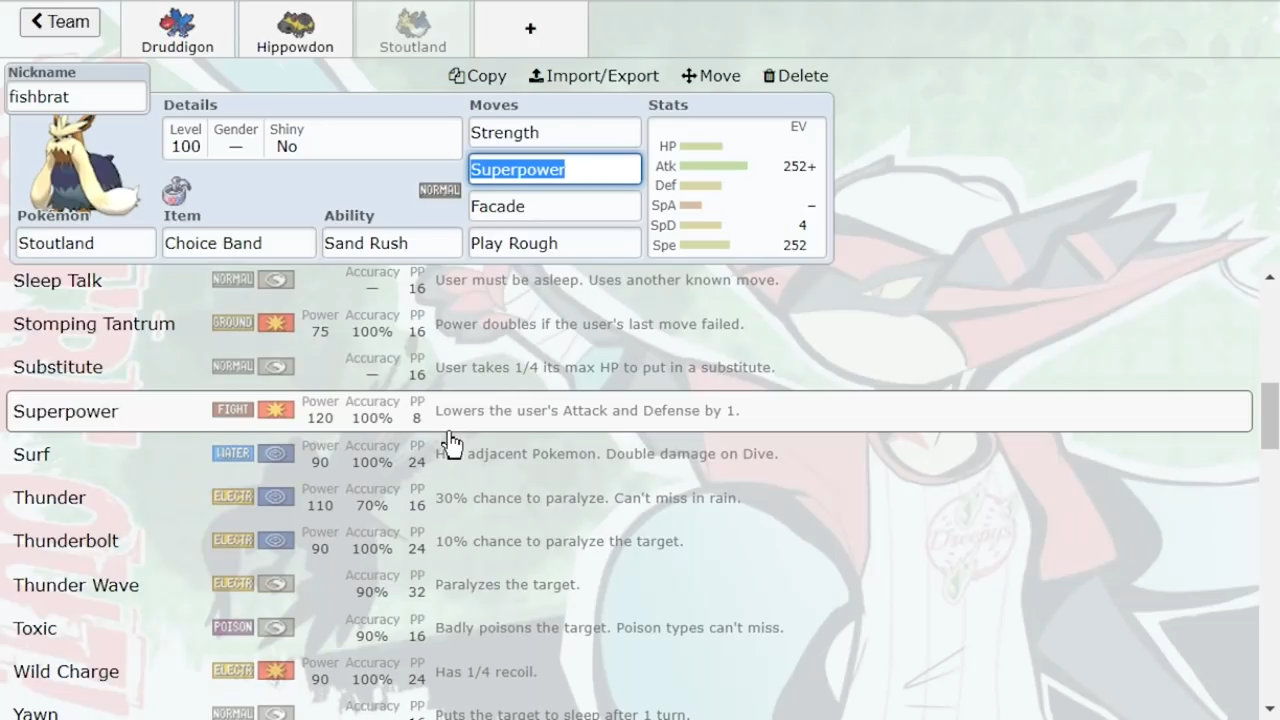 Team
Druddigon
Hippowdon
Stoutland
+
Nickname
fishbrat
Copy
Import/Export
Move
Delete
Details
Level
100
Gender
—
Shiny
No
NORMAL
Pokémon
Stoutland
Item
Choice Band
Ability
Sand Rush
Moves
Strength
Superpower
Facade
Play Rough
Stats
EV
HP
Atk 252+
Def
SpA –
SpD 4
Spe 252
Sleep Talk NORMAL Accuracy — PP 16 User must be asleep. Uses another known move.
Stomping Tantrum GROUND Power 75 Accuracy 100% PP 16 Power doubles if the user's last move failed.
Substitute NORMAL Accuracy — PP 16 User takes 1/4 its max HP to put in a substitute.
Superpower FIGHT Power 120 Accuracy 100% PP 8 Lowers the user's Attack and Defense by 1.
Surf WATER Power 90 Accuracy 100% PP 24 adjacent Pokemon. Double damage on Dive.
Thunder ELECTR Power 110 Accuracy 70% PP 16 30% chance to paralyze. Can't miss in rain.
Thunderbolt ELECTR Power 90 Accuracy 100% PP 24 10% chance to paralyze the target.
Thunder Wave ELECTR Accuracy 90% PP 32 Paralyzes the target.
Toxic POISON Accuracy 90% PP 16 Badly poisons the target. Poison types can't miss.
Wild Charge ELECTR Power 90 Accuracy 100% PP 24 Has 1/4 recoil.
Yawn NORMAL Accuracy PP Puts the target to sleep after 1 turn.